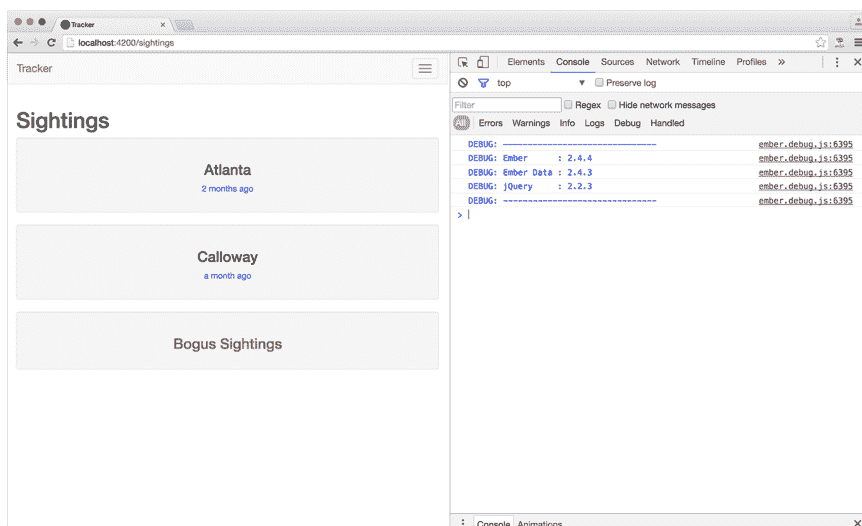 Tracker
localhost:4200/sightings
Tracker
Sightings
Atlanta
2 months ago
Calloway
a month ago
Bogus Sightings
Elements Console Sources Network Timeline Profiles »
top ▼ Preserve log
Filter Regex Hide network messages
All Errors Warnings Info Logs Debug Handled
DEBUG: ------------------------------- ember.debug.js:6395
DEBUG: Ember : 2.4.4 ember.debug.js:6395
DEBUG: Ember Data : 2.4.3 ember.debug.js:6395
DEBUG: jQuery : 2.2.3 ember.debug.js:6395
DEBUG: ------------------------------- ember.debug.js:6395
>
Console Animations